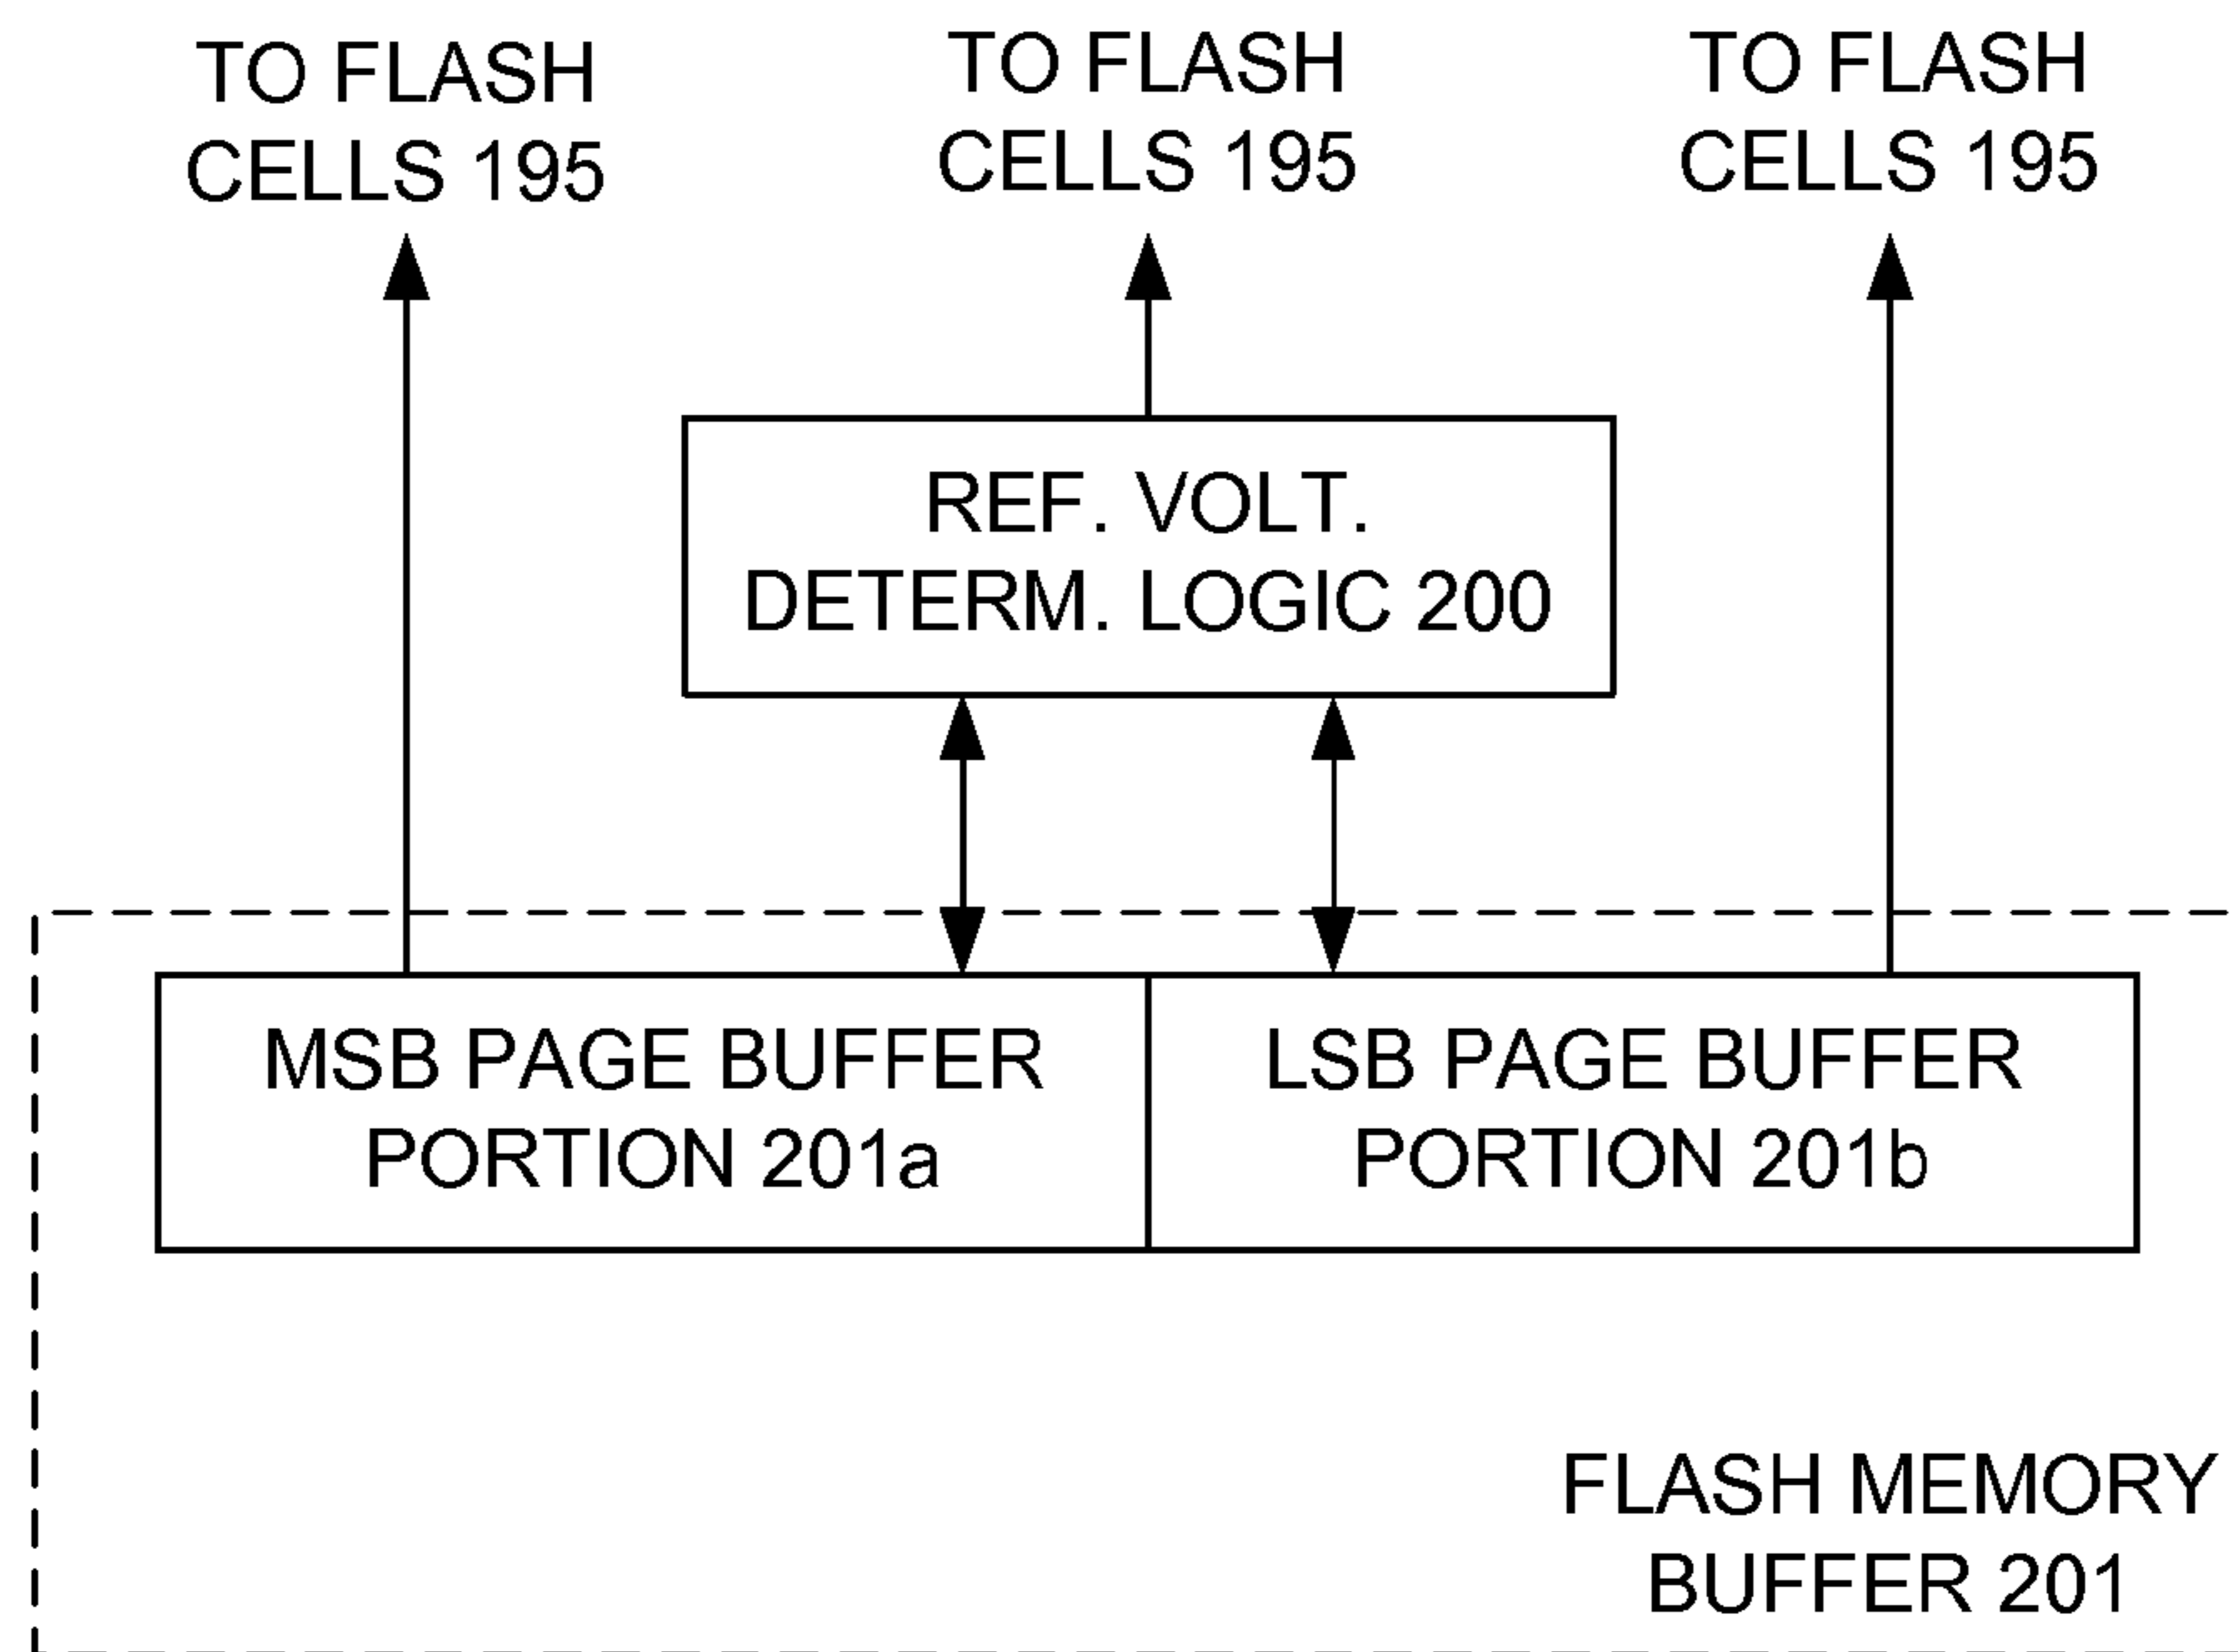 TO FLASH
CELLS 195
TO FLASH
CELLS 195
TO FLASH
CELLS 195
REF. VOLT.
DETERM. LOGIC 200
MSB PAGE BUFFER
PORTION 201a
LSB PAGE BUFFER
PORTION 201b
FLASH MEMORY
BUFFER 201